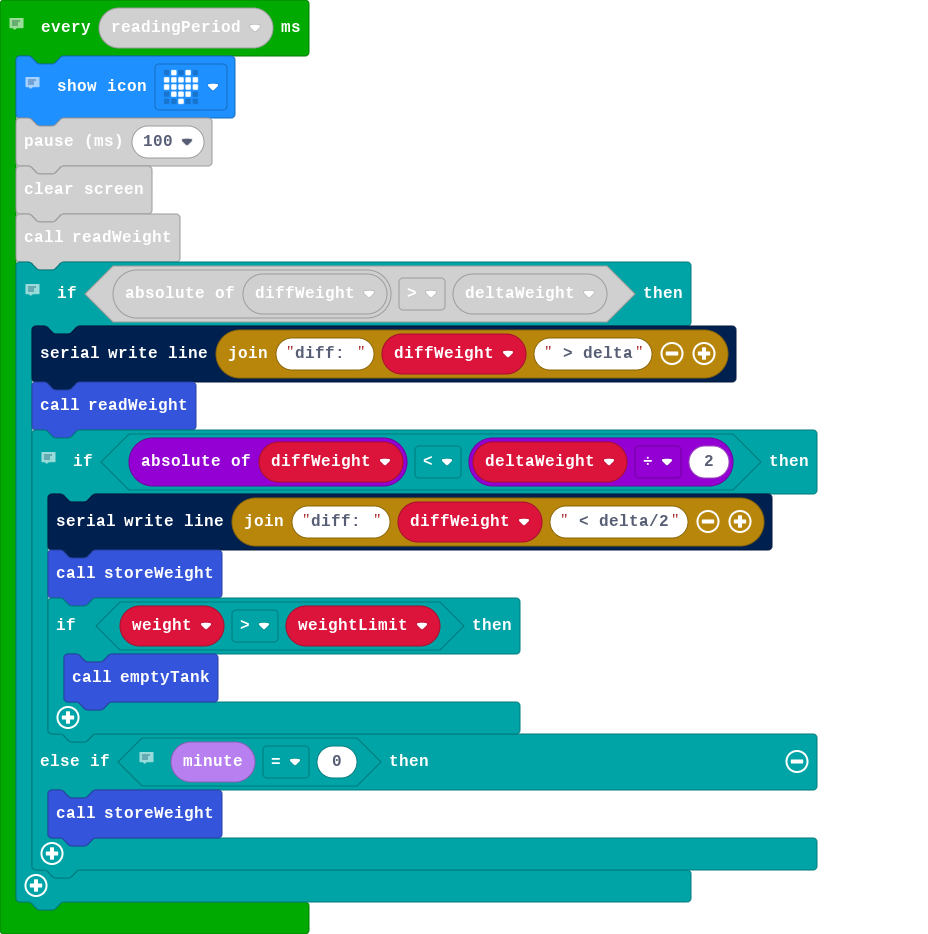 every readingPeriod ms
show icon
pause (ms) 100
clear screen
call readWeight
if absolute of diffWeight > deltaWeight then
serial write line join "diff: " diffWeight " > delta"
call readWeight
if absolute of diffWeight < deltaWeight ÷ 2 then
serial write line join "diff: " diffWeight " < delta/2"
call storeWeight
if weight > weightLimit then
call emptyTank
else if minute = 0 then
call storeWeight